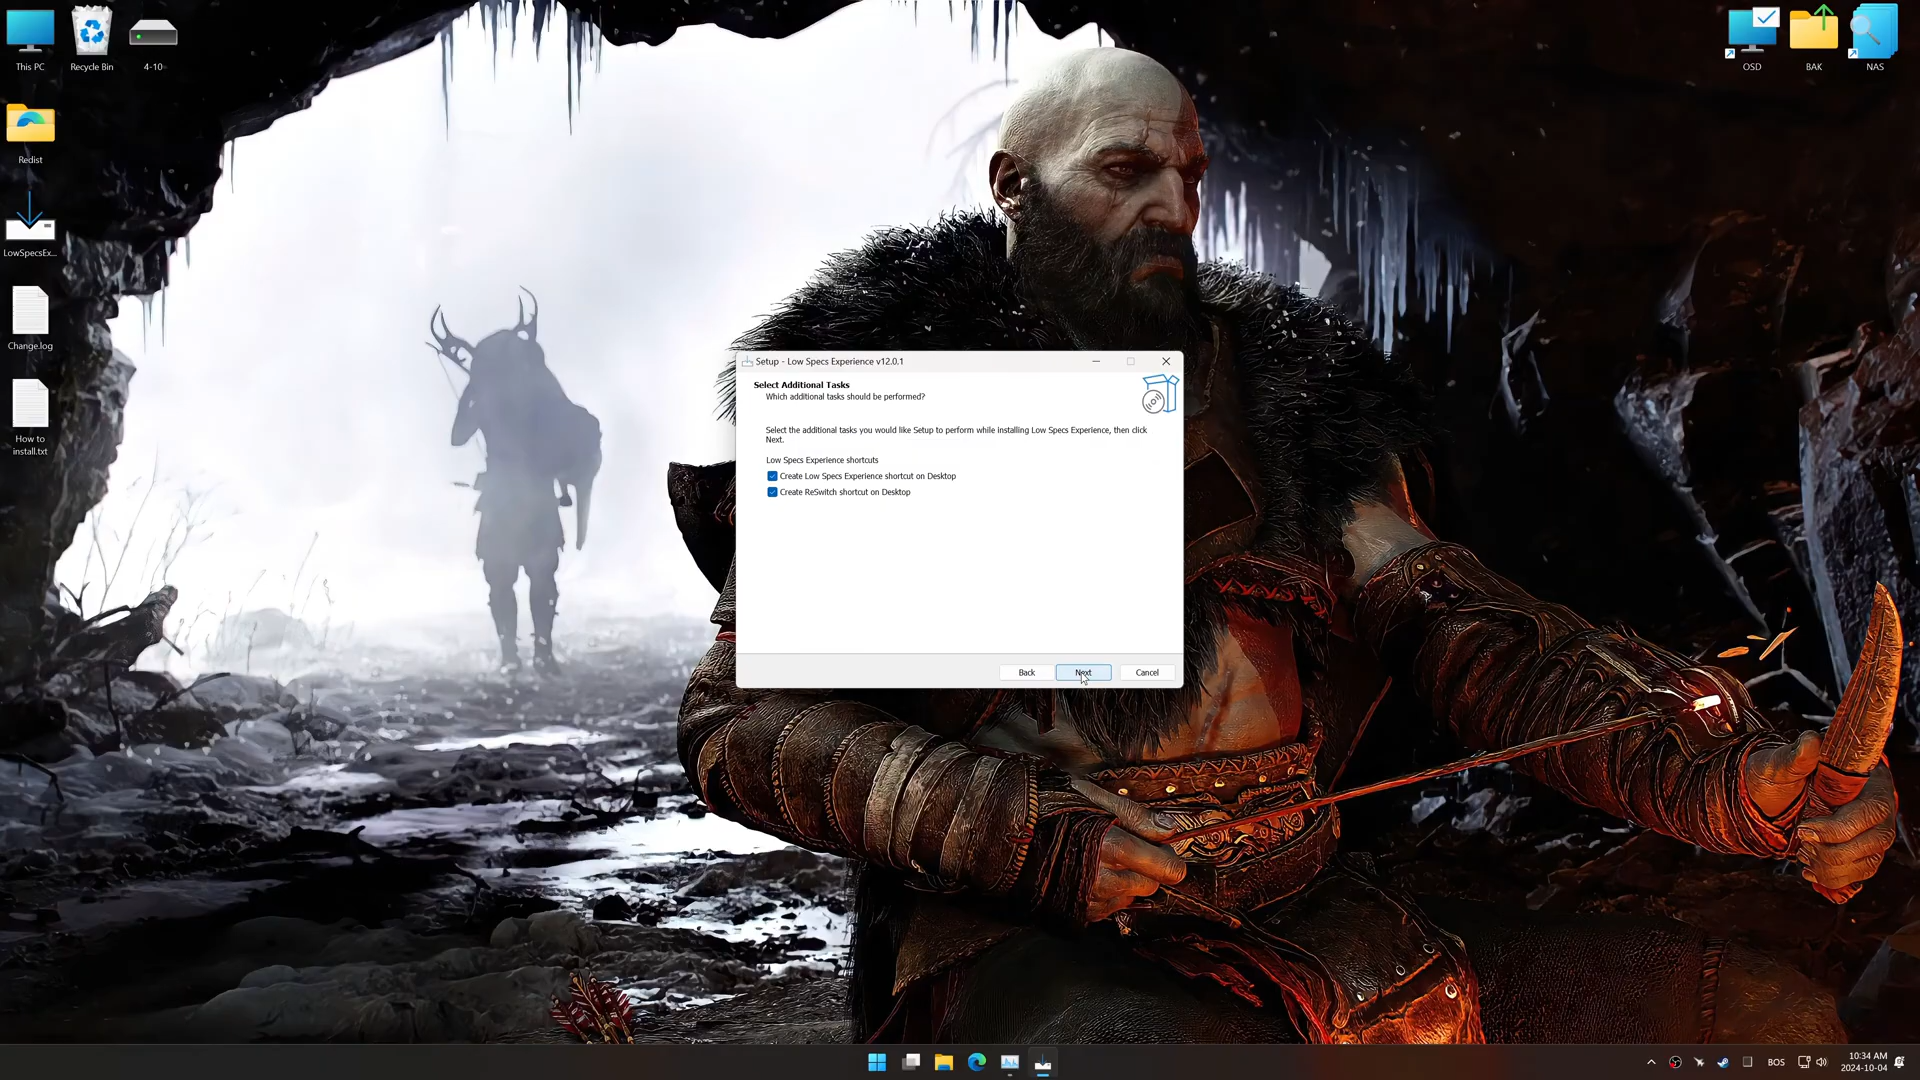 This PC
Recycle Bin
4-10
OSD
BAK
NAS
Redist
LowSpecsEx...
Change.log
How to
install.txt
Setup - Low Specs Experience v12.0.1
Select Additional Tasks
Which additional tasks should be performed?
Select the additional tasks you would like Setup to perform while installing Low Specs Experience, then click
Next.
Low Specs Experience shortcuts
Create Low Specs Experience shortcut on Desktop
Create ReSwitch shortcut on Desktop
Back
Next
Cancel
BOS
10:34 AM
2024-10-04